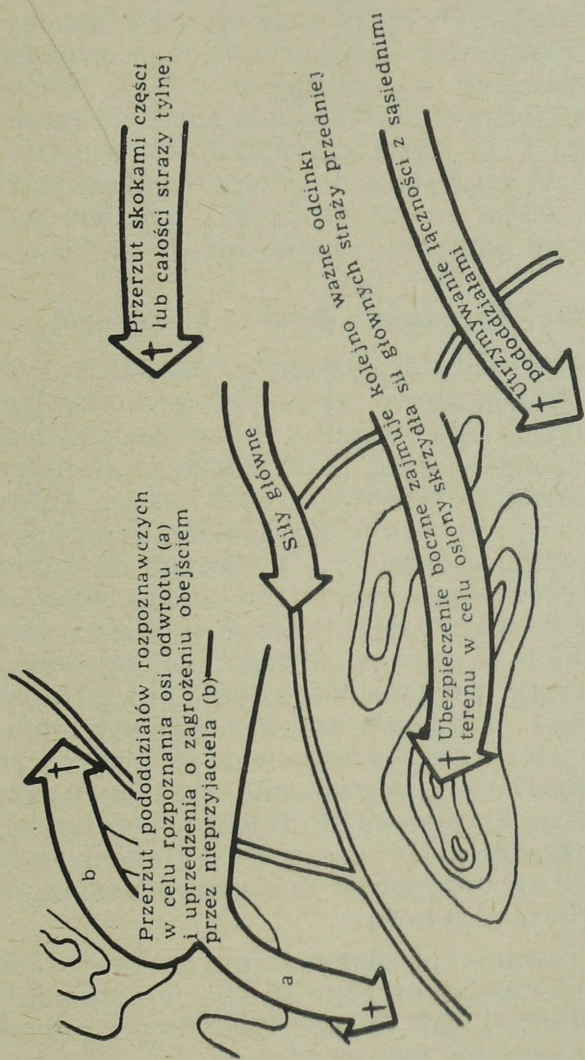 Przerzut skokami części
lub całości strazy tylnej
Przerzut pododdziałów rozpoznawczych
w celu rozpoznania osi odwrotu (a)
i uprzedzenia o zagrożeniu obejściem
przez nieprzyjaciela (b)
b
a
Siły główne
Ubezpieczenie boczne zajmuje kolejno ważne odcinki
terenu w celu osłony skrzydła sił głównych straży przedniej
Utrzymywanie łączności z sąsiednimi
pododdziałami